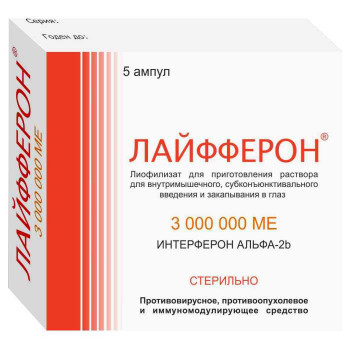 Серия:
Годен до:
ЛАЙФФЕРОН
3 000 000 МЕ
5 ампул
ЛАЙФФЕРОН®
Лиофилизат для приготовления раствора
для внутримышечного, субконъюнктивального
введения и закапывания в глаз
3 000 000 МЕ
ИНТЕРФЕРОН АЛЬФА-2b
СТЕРИЛЬНО
Противовирусное, противоопухолевое
и иммуномодулирующее средство